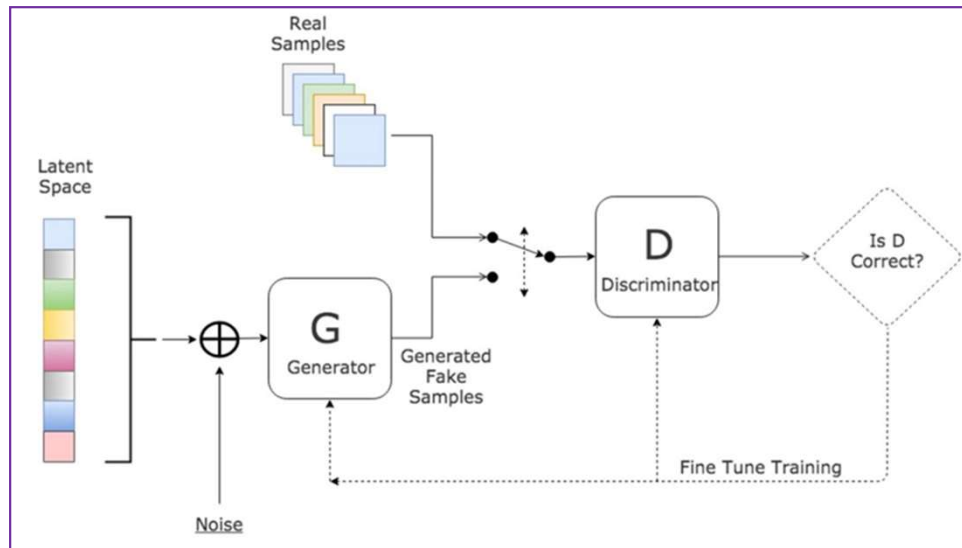 Real
Samples
Latent
Space
D
Discriminator
Is D
Correct?
G
Generator
Generated
Fake
Samples
Fine Tune Training
Noise